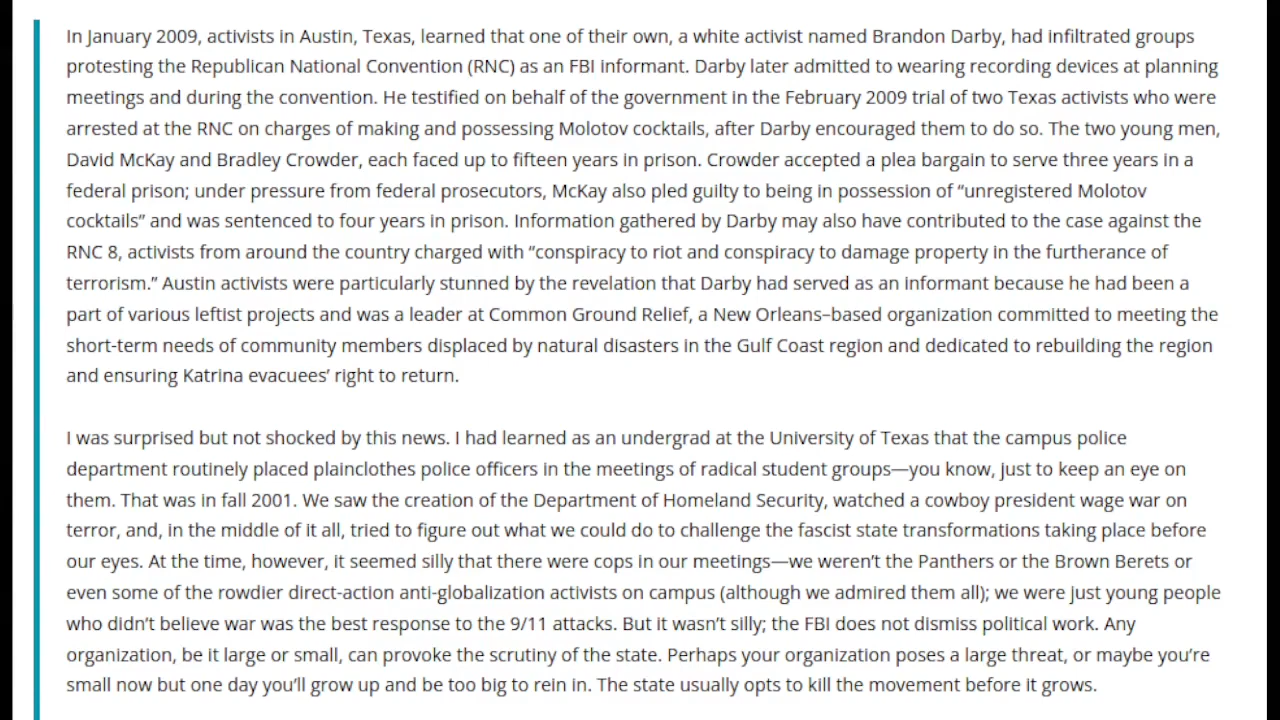 In January 2009, activists in Austin, Texas, learned that one of their own, a white activist named Brandon Darby, had infiltrated groups
protesting the Republican National Convention (RNC) as an FBI informant. Darby later admitted to wearing recording devices at planning
meetings and during the convention. He testified on behalf of the government in the February 2009 trial of two Texas activists who were
arrested at the RNC on charges of making and possessing Molotov cocktails, after Darby encouraged them to do so. The two young men,
David McKay and Bradley Crowder, each faced up to fifteen years in prison. Crowder accepted a plea bargain to serve three years in a
federal prison; under pressure from federal prosecutors, McKay also pled guilty to being in possession of “unregistered Molotov
cocktails” and was sentenced to four years in prison. Information gathered by Darby may also have contributed to the case against the
RNC 8, activists from around the country charged with “conspiracy to riot and conspiracy to damage property in the furtherance of
terrorism.” Austin activists were particularly stunned by the revelation that Darby had served as an informant because he had been a
part of various leftist projects and was a leader at Common Ground Relief, a New Orleans–based organization committed to meeting the
short-term needs of community members displaced by natural disasters in the Gulf Coast region and dedicated to rebuilding the region
and ensuring Katrina evacuees’ right to return.
I was surprised but not shocked by this news. I had learned as an undergrad at the University of Texas that the campus police
department routinely placed plainclothes police officers in the meetings of radical student groups—you know, just to keep an eye on
them. That was in fall 2001. We saw the creation of the Department of Homeland Security, watched a cowboy president wage war on
terror, and, in the middle of it all, tried to figure out what we could do to challenge the fascist state transformations taking place before
our eyes. At the time, however, it seemed silly that there were cops in our meetings—we weren’t the Panthers or the Brown Berets or
even some of the rowdier direct-action anti-globalization activists on campus (although we admired them all); we were just young people
who didn’t believe war was the best response to the 9/11 attacks. But it wasn’t silly; the FBI does not dismiss political work. Any
organization, be it large or small, can provoke the scrutiny of the state. Perhaps your organization poses a large threat, or maybe you’re
small now but one day you’ll grow up and be too big to rein in. The state usually opts to kill the movement before it grows.